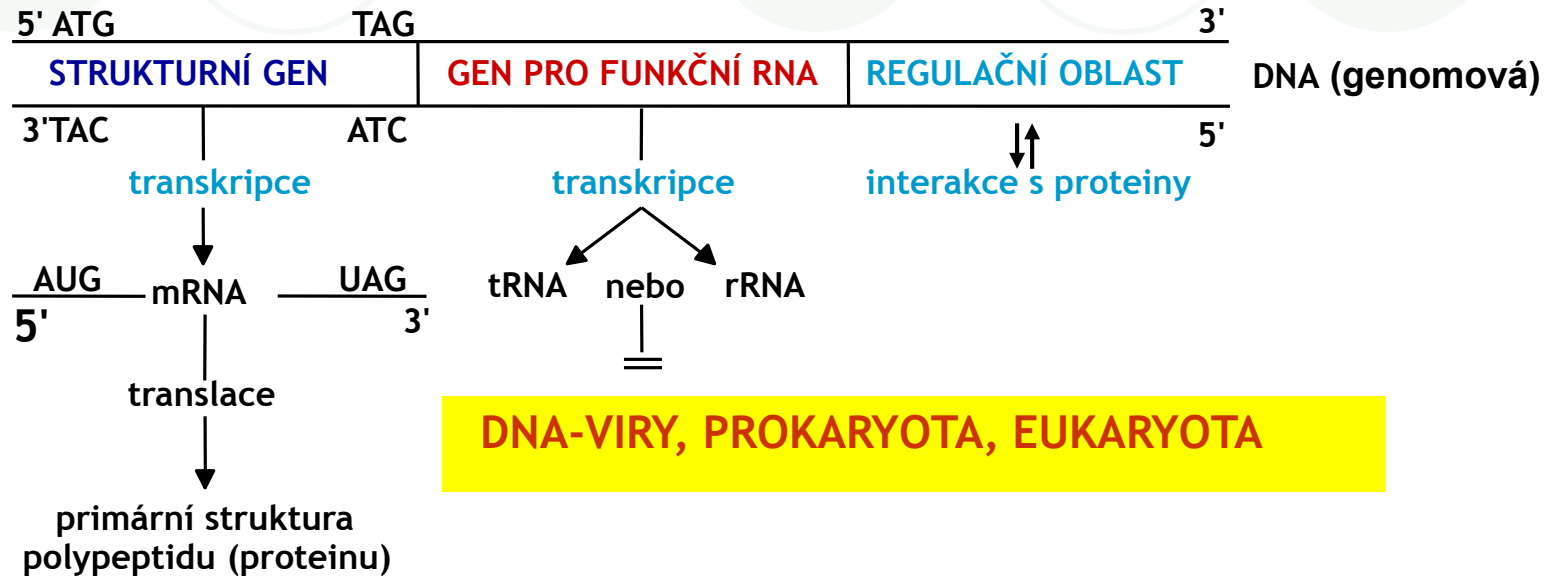 5' ATG TAG 3'
STRUKTURNÍ GEN GEN PRO FUNKČNÍ RNA REGULAČNÍ OBLAST DNA (genomová)
3'TAC ATC 5'
transkripce transkripce interakce s proteiny
AUG mRNA UAG tRNA nebo rRNA
5' 3'
translace
DNA-VIRY, PROKARYOTA, EUKARYOTA
primární struktura
polypeptidu (proteinu)